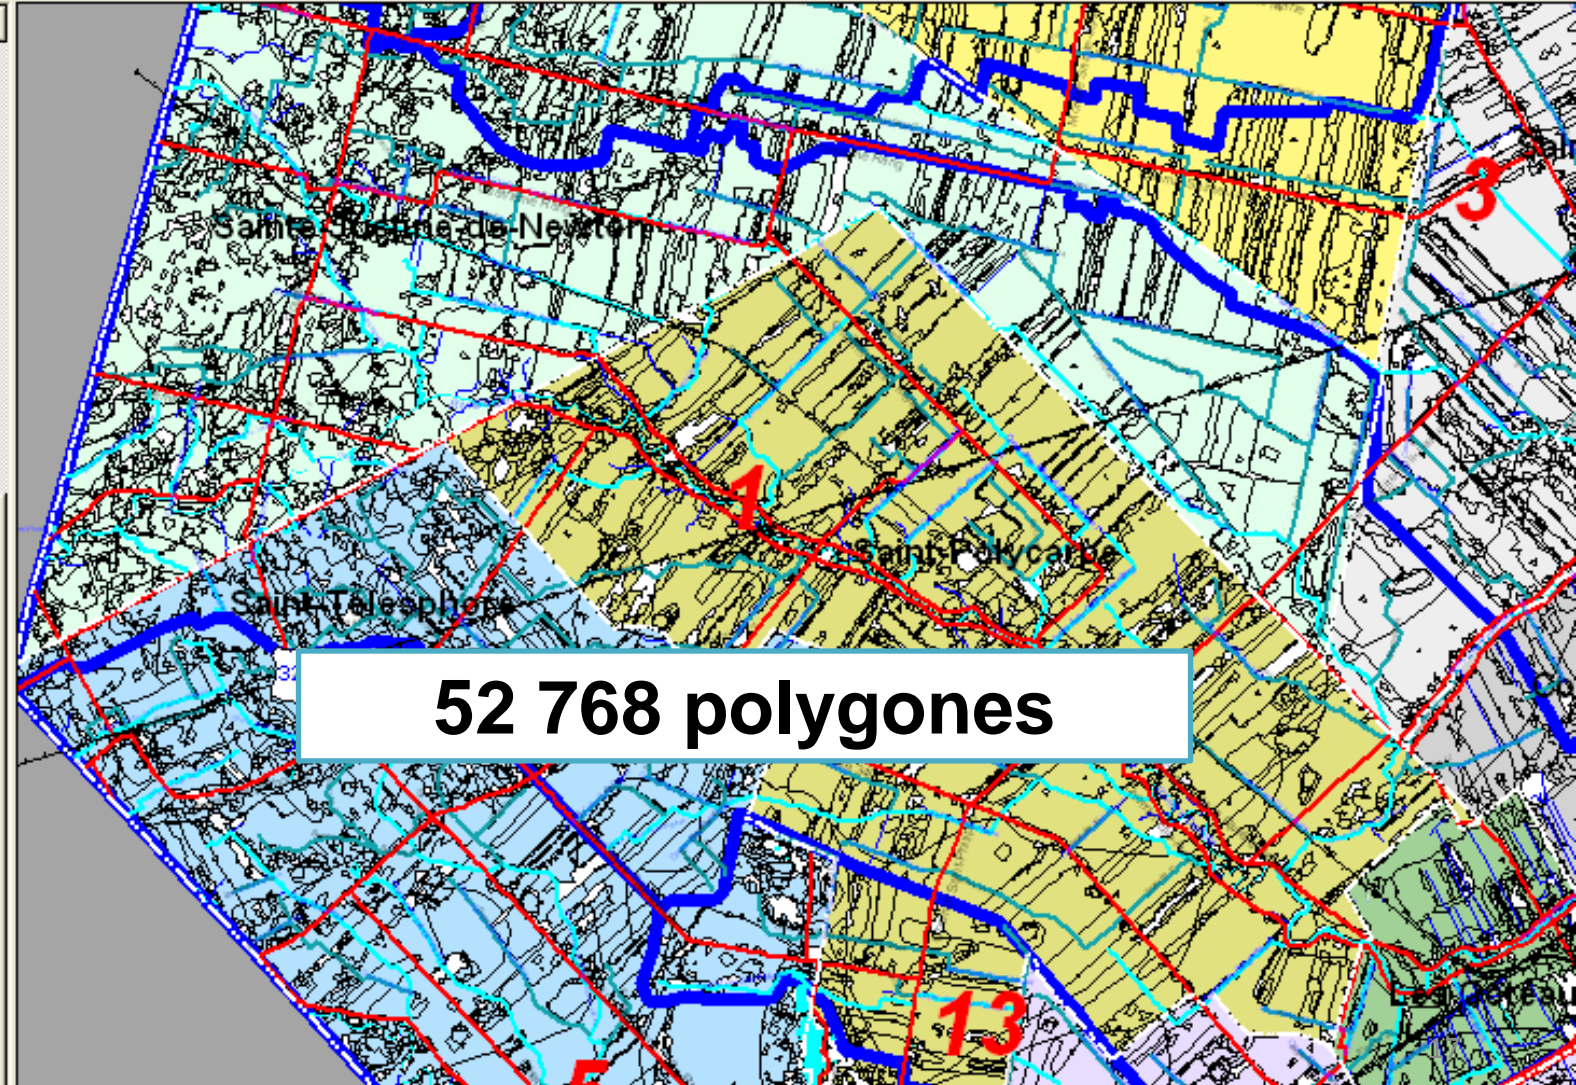 3
Sainte-Justine-de-Newton
1
Saint-Polycarpe
Saint-Télesphore
52 768 polygones
13